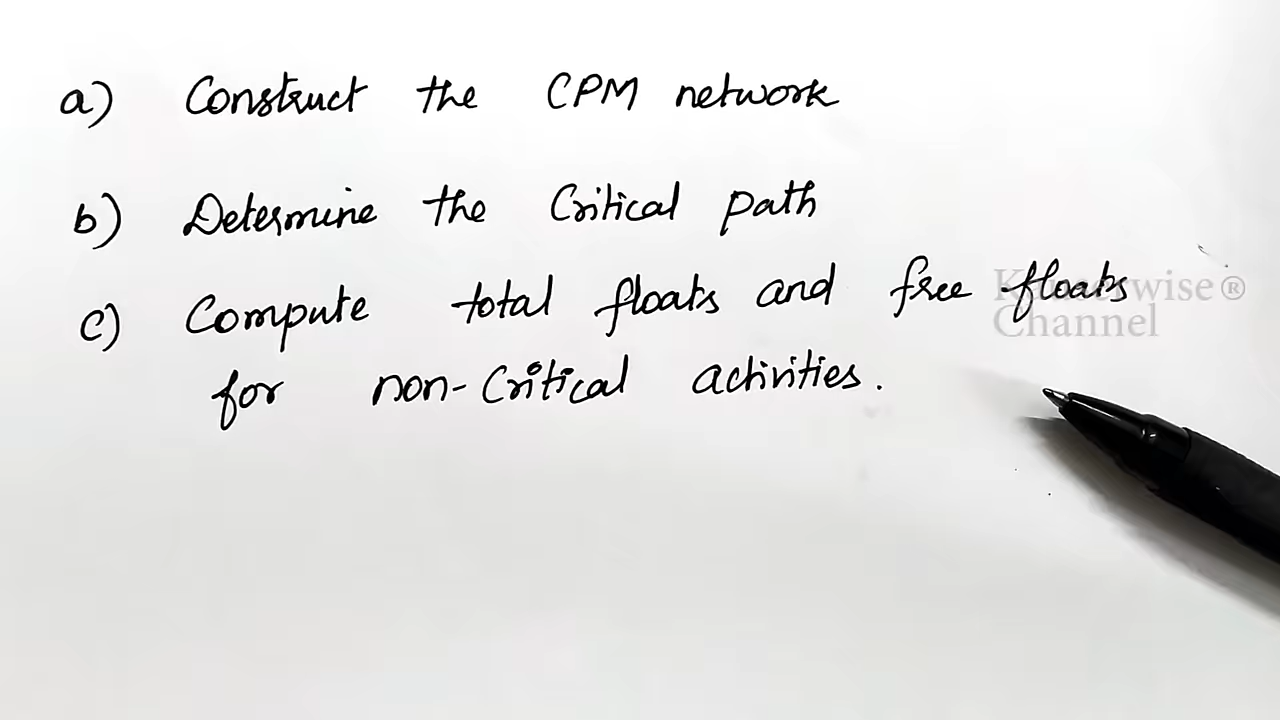 a) Construct the CPM network
b) Determine the Critical path
c) Compute total floats and free floats
for non-Critical activities.
wise®
Channel